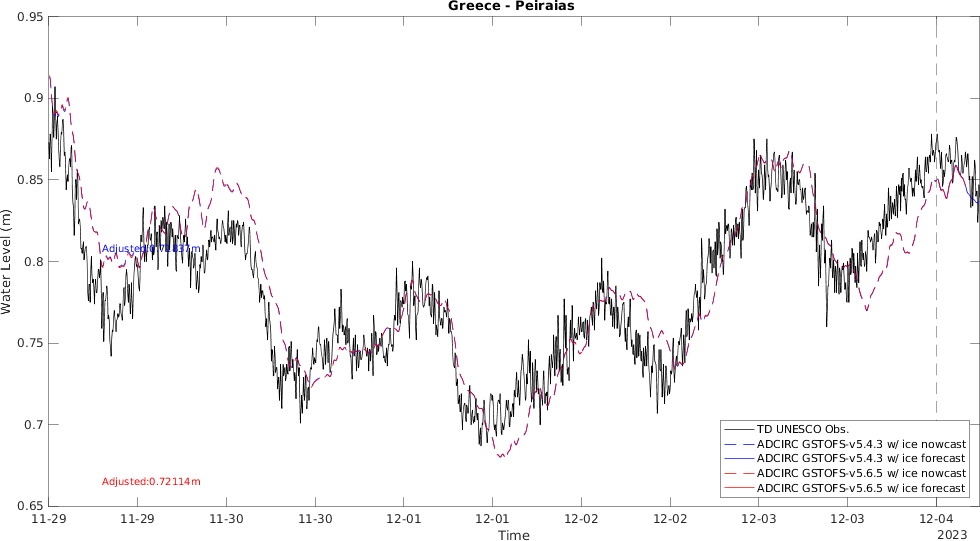 Greece - Peiraias
0.95
0.9
0.85
0.8
0.75
0.7
0.65
Water Level (m)
Adjusted:
Adjusted:0.72114m
TD UNESCO Obs.
ADCIRC GSTOFS-v5.4.3 w/ ice nowcast
ADCIRC GSTOFS-v5.4.3 w/ ice forecast
ADCIRC GSTOFS-v5.6.5 w/ ice nowcast
ADCIRC GSTOFS-v5.6.5 w/ ice forecast
11-29
11-29
11-30
11-30
12-01
12-01
12-02
12-02
12-03
12-03
12-04
Time
2023